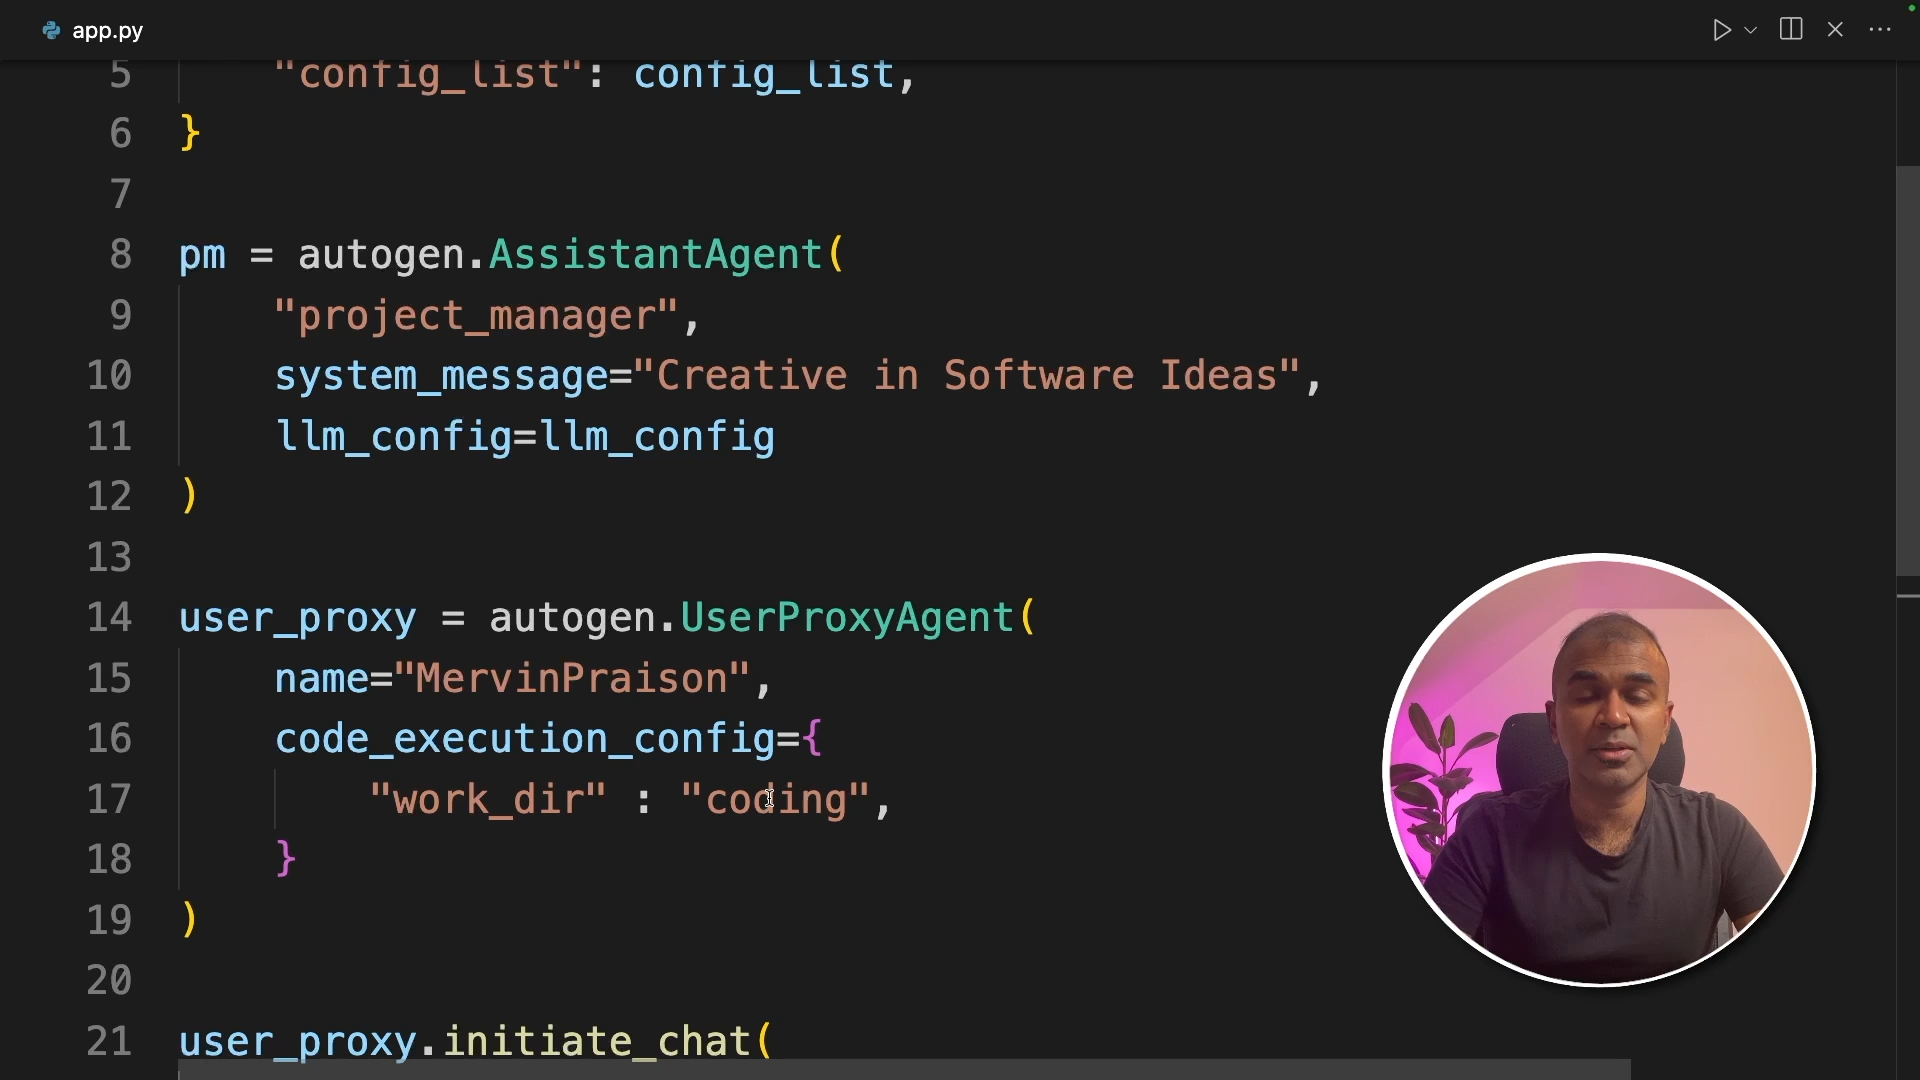 app.py
5 "config_list": config_list,
6 }
7
8 pm = autogen.AssistantAgent(
9 "project_manager",
10 system_message="Creative in Software Ideas",
11 llm_config=llm_config
12 )
13
14 user_proxy = autogen.UserProxyAgent(
15 name="MervinPraison",
16 code_execution_config={
17 "work_dir" : "coding",
18 }
19 )
20
21 user_proxy.initiate_chat(